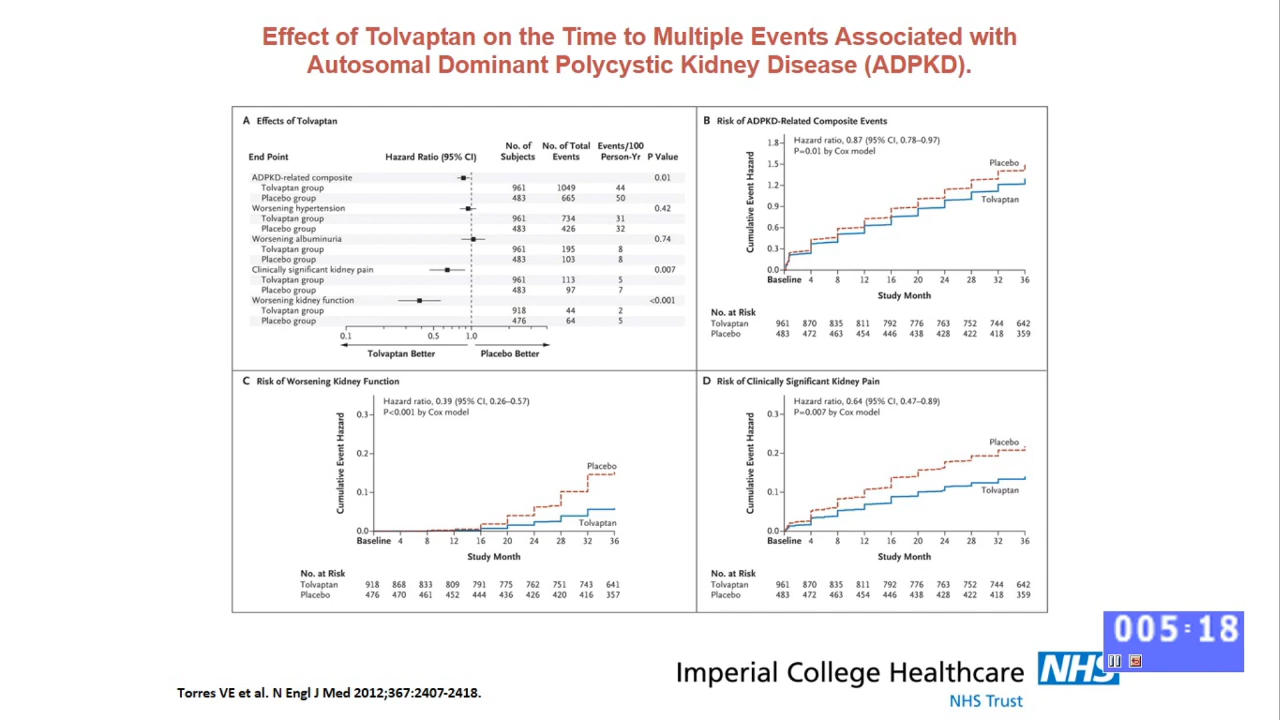 Effect of Tolvaptan on the Time to Multiple Events Associated with
Autosomal Dominant Polycystic Kidney Disease (ADPKD).
A Effects of Tolvaptan
End Point Hazard Ratio (95% CI) No. of Subjects No. of Total Events Events/100 Person-Yr P Value
ADPKD-related composite 0.01
Tolvaptan group 961 1049 44
Placebo group 483 665 50
Worsening hypertension 0.42
Tolvaptan group 961 734 31
Placebo group 483 426 32
Worsening albuminuria 0.74
Tolvaptan group 961 195 8
Placebo group 483 103 8
Clinically significant kidney pain 0.007
Tolvaptan group 961 113 5
Placebo group 483 97 7
Worsening kidney function <0.001
Tolvaptan group 918 44 2
Placebo group 476 64 5
0.1 0.5 1.0
Tolvaptan Better Placebo Better
B Risk of ADPKD-Related Composite Events
Hazard ratio, 0.87 (95% CI, 0.78–0.97)
P=0.01 by Cox model
Cumulative Event Hazard
1.8
1.5
1.2
0.9
0.6
0.3
0.0
Placebo
Tolvaptan
Baseline 4 8 12 16 20 24 28 32 36
Study Month
No. at Risk
Tolvaptan 961 870 835 811 792 776 763 752 744 642
Placebo 483 472 463 454 446 438 428 422 418 359
C Risk of Worsening Kidney Function
Hazard ratio, 0.39 (95% CI, 0.26–0.57)
P<0.001 by Cox model
Cumulative Event Hazard
0.3
0.2
0.1
0.0
Placebo
Tolvaptan
Baseline 4 8 12 16 20 24 28 32 36
Study Month
No. at Risk
Tolvaptan 918 868 833 809 791 775 762 751 743 641
Placebo 476 470 461 452 444 436 426 420 416 357
D Risk of Clinically Significant Kidney Pain
Hazard ratio, 0.64 (95% CI, 0.47–0.89)
P=0.007 by Cox model
Cumulative Event Hazard
0.3
0.2
0.1
0.0
Placebo
Tolvaptan
Baseline 4 8 12 16 20 24 28 32 36
Study Month
No. at Risk
Tolvaptan 961 870 835 811 792 776 763 752 744 642
Placebo 483 472 463 454 446 438 428 422 418 359
005:18
Imperial College Healthcare NHS
NHS Trust
Torres VE et al. N Engl J Med 2012;367:2407-2418.